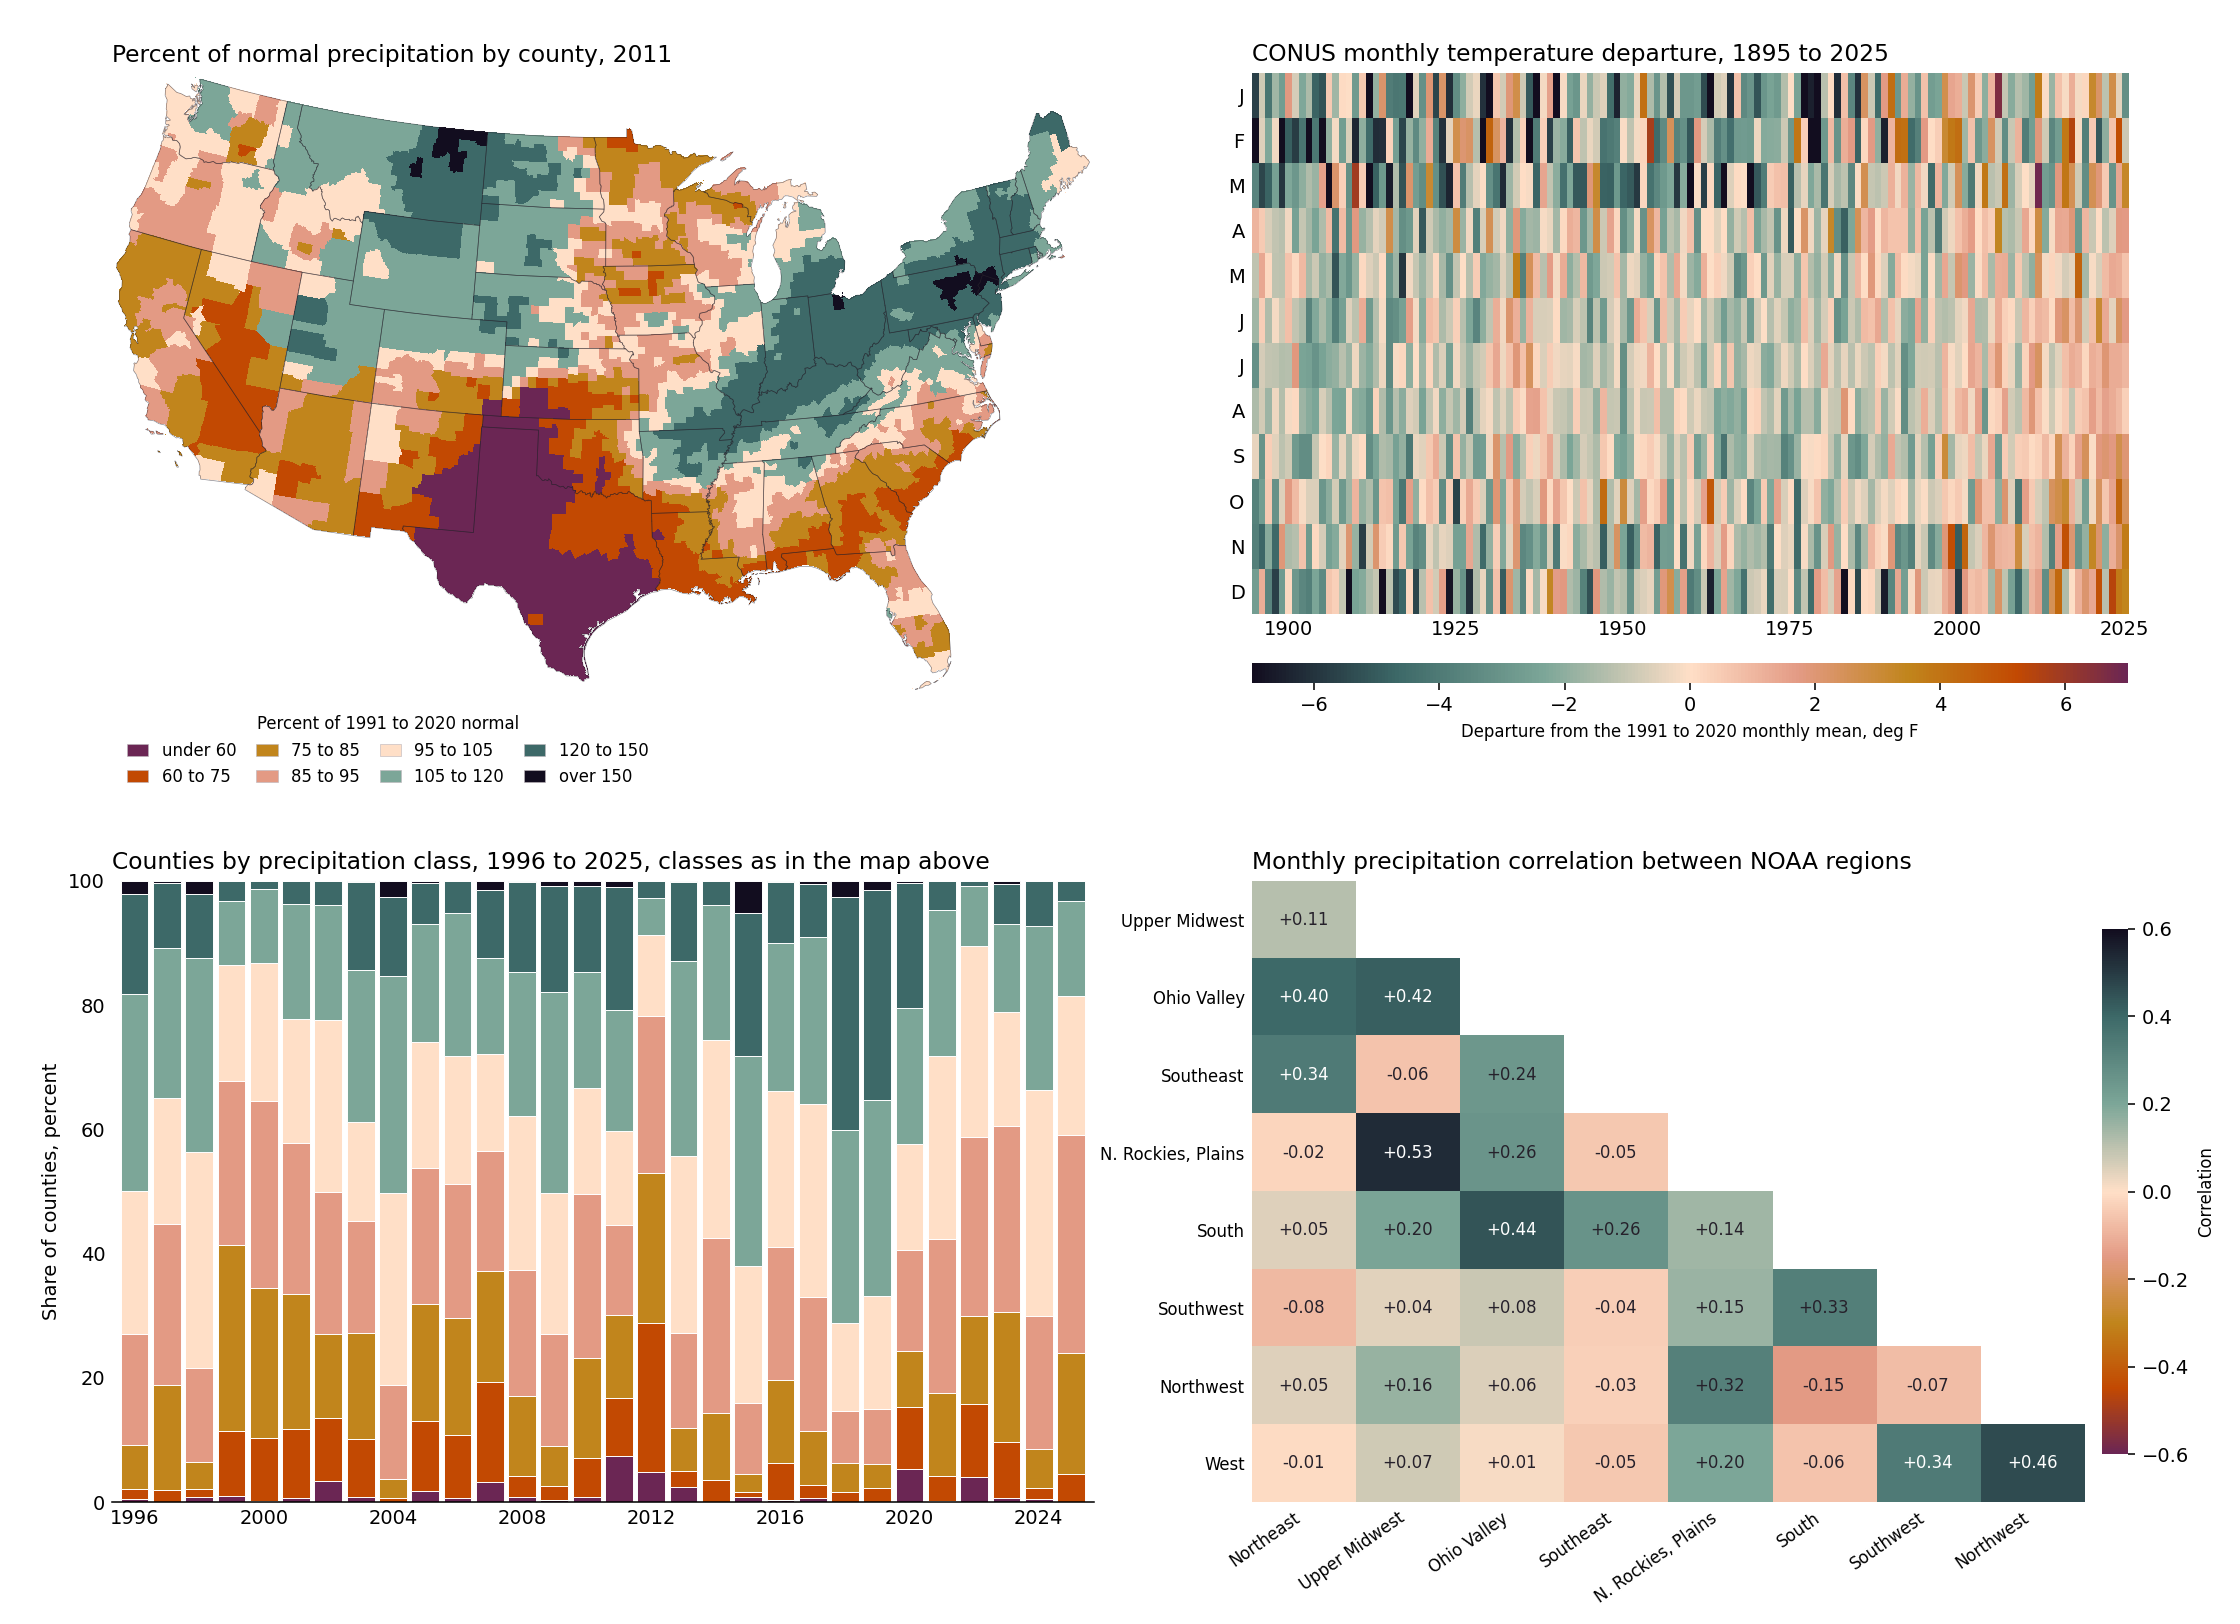 Percent of normal precipitation by county, 2011
Percent of 1991 to 2020 normal
under 60
75 to 85
95 to 105
120 to 150
60 to 75
85 to 95
105 to 120
over 150
CONUS monthly temperature departure, 1895 to 2025
J
F
M
A
M
J
J
A
S
O
N
D
1900 1925 1950 1975 2000 2025
−6 −4 −2 0 2 4 6
Departure from the 1991 to 2020 monthly mean, deg F
Counties by precipitation class, 1996 to 2025, classes as in the map above
Share of counties, percent
100
80
60
40
20
0
1996 2000 2004 2008 2012 2016 2020 2024
Monthly precipitation correlation between NOAA regions
Upper Midwest +0.11
Ohio Valley +0.40 +0.42
Southeast +0.34 -0.06 +0.24
N. Rockies, Plains -0.02 +0.53 +0.26 -0.05
South +0.05 +0.20 +0.44 +0.26 +0.14
Southwest -0.08 +0.04 +0.08 -0.04 +0.15 +0.33
Northwest +0.05 +0.16 +0.06 -0.03 +0.32 -0.15 -0.07
West -0.01 +0.07 +0.01 -0.05 +0.20 -0.06 +0.34 +0.46
Northeast
Upper Midwest
Ohio Valley
Southeast
N. Rockies, Plains
South
Southwest
Northwest
0.6
0.4
0.2
0.0
−0.2
−0.4
−0.6
Correlation